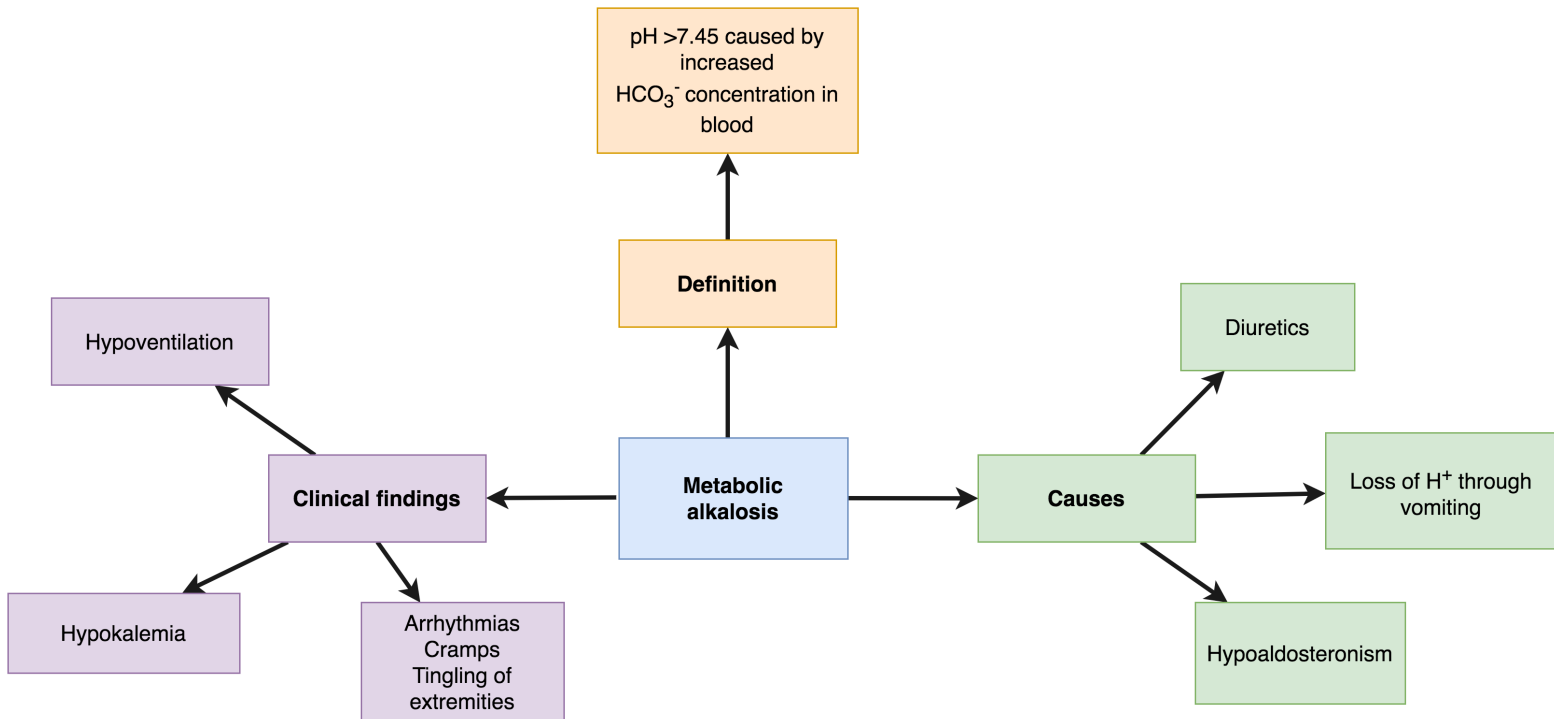 pH >7.45 caused by
increased
HCO₃⁻ concentration in
blood
Definition
Hypoventilation
Diuretics
Clinical findings
Metabolic
alkalosis
Causes
Loss of H⁺ through
vomiting
Hypokalemia
Arrhythmias
Cramps
Tingling of
extremities
Hypoaldosteronism